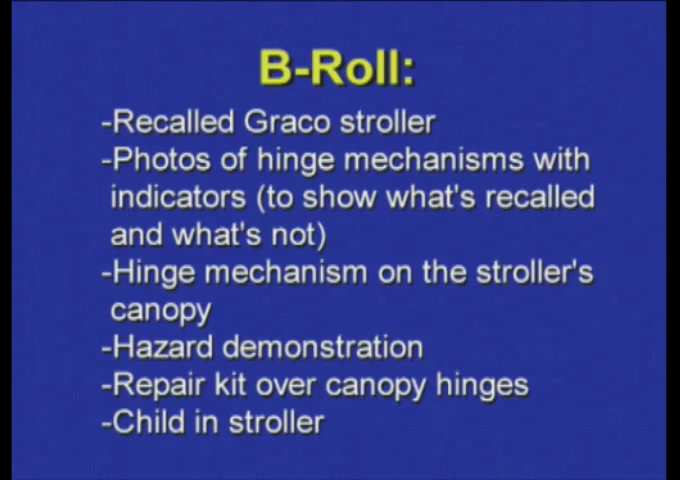 B-Roll:
-Recalled Graco stroller
-Photos of hinge mechanisms with
indicators (to show what's recalled
and what's not)
-Hinge mechanism on the stroller's
canopy
-Hazard demonstration
-Repair kit over canopy hinges
-Child in stroller